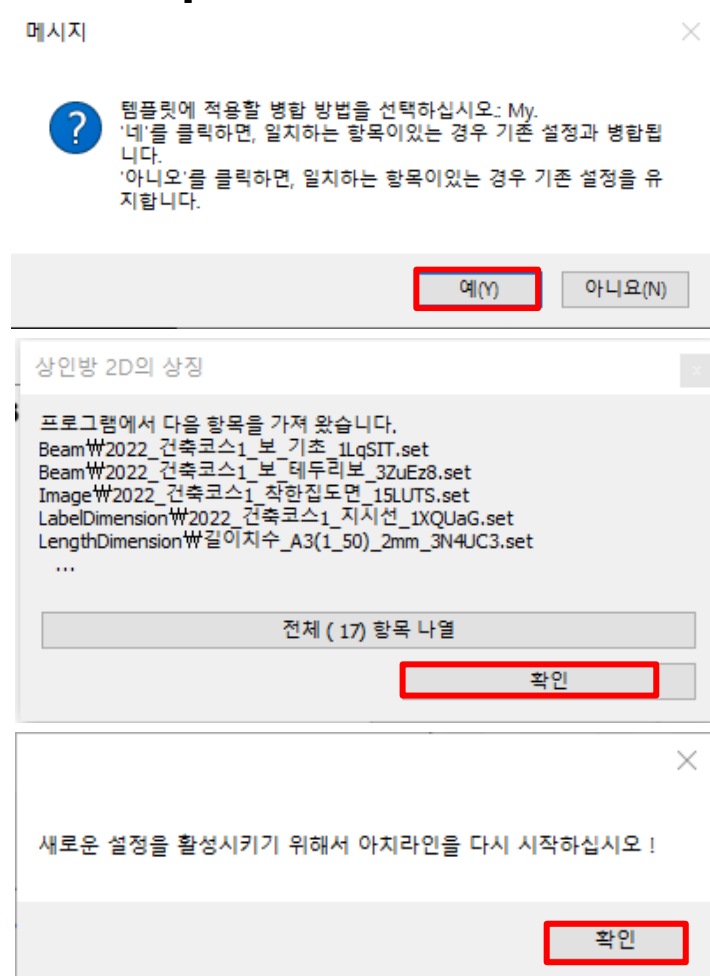 메시지
템플릿에 적용할 병합 방법을 선택하십시오.: My.
'네'를 클릭하면, 일치하는 항목이있는 경우 기존 설정과 병합됩
니다.
'아니오'를 클릭하면, 일치하는 항목이있는 경우 기존 설정을 유
지합니다.
예(Y)
아니요(N)
상인방 2D의 상징
프로그램에서 다음 항목을 가져 왔습니다.
Beam₩2022_건축코스1_보_기초_1LqSIT.set
Beam₩2022_건축코스1_보_테두리보_3ZuEz8.set
Image₩2022_건축코스1_착한집도면_15LUTS.set
LabelDimension₩2022_건축코스1_지시선_1XQUaG.set
LengthDimension₩길이치수_A3(1_50)_2mm_3N4UC3.set
...
전체 ( 17) 항목 나열
확인
새로운 설정을 활성시키기 위해서 아치라인을 다시 시작하십시오 !
확인